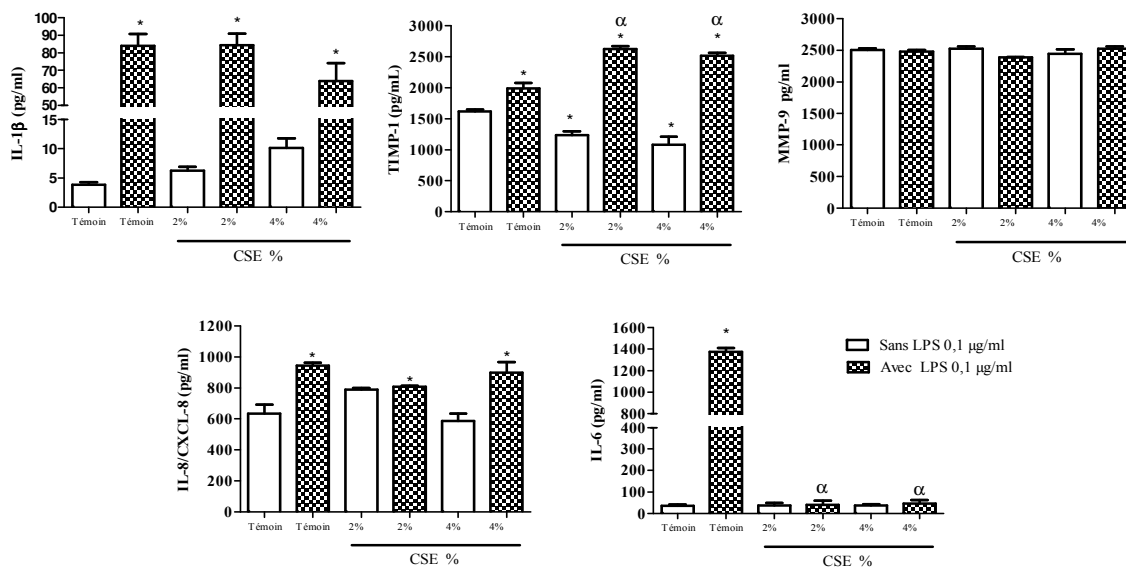 IL-1β (pg/ml)
90
80
70
60
50
15
10
5
0
*
*
*
Témoin Témoin 2% 2% 4% 4%
CSE %
TIMP-1 (pg/mL)
3000
2500
2000
1500
1000
500
0
*
*
α
*
*
α
*
Témoin Témoin 2% 2% 4% 4%
CSE %
MMP-9 pg/ml
3000
2500
2000
1500
1000
500
0
Témoin Témoin 2% 2% 4% 4%
CSE %
IL-8/CXCL-8 (pg/ml)
1200
1000
800
600
400
200
0
*
*
*
Témoin Témoin 2% 2% 4% 4%
CSE %
IL-6 (pg/ml)
1600
1400
1200
1000
800
600
400
300
200
100
0
*
α
α
Témoin Témoin 2% 2% 4% 4%
CSE %
Sans LPS 0,1 µg/ml
Avec LPS 0,1 µg/ml